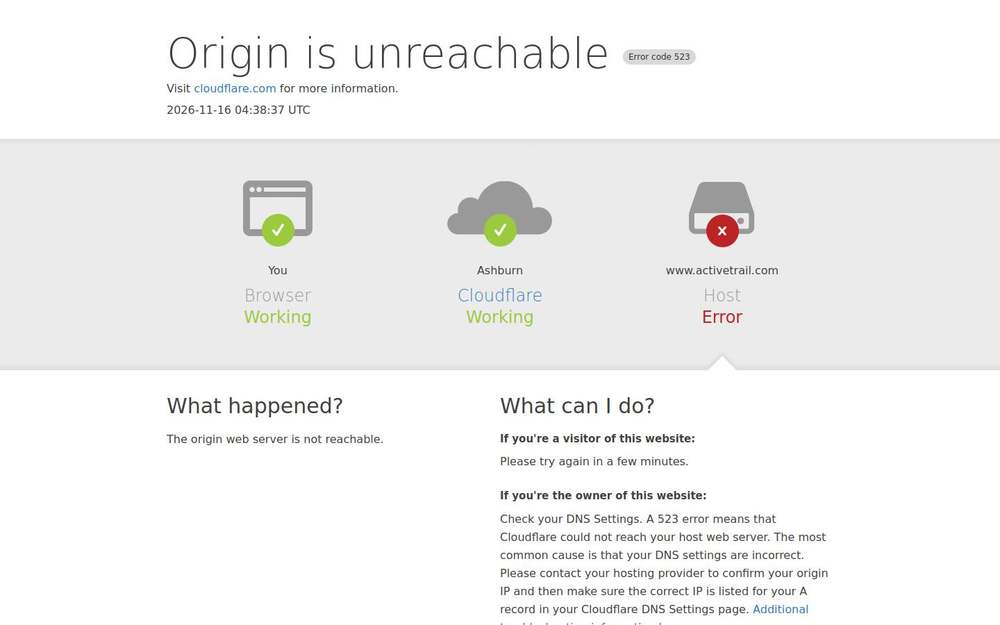 Origin is unreachable Error code 523
Visit cloudflare.com for more information.
2026-11-16 04:38:37 UTC
You
Browser
Working
Ashburn
Cloudflare
Working
www.activetrail.com
Host
Error
What happened?
The origin web server is not reachable.
What can I do?
If you're a visitor of this website:
Please try again in a few minutes.
If you're the owner of this website:
Check your DNS Settings. A 523 error means that
Cloudflare could not reach your host web server. The most
common cause is that your DNS settings are incorrect.
Please contact your hosting provider to confirm your origin
IP and then make sure the correct IP is listed for your A
record in your Cloudflare DNS Settings page. Additional